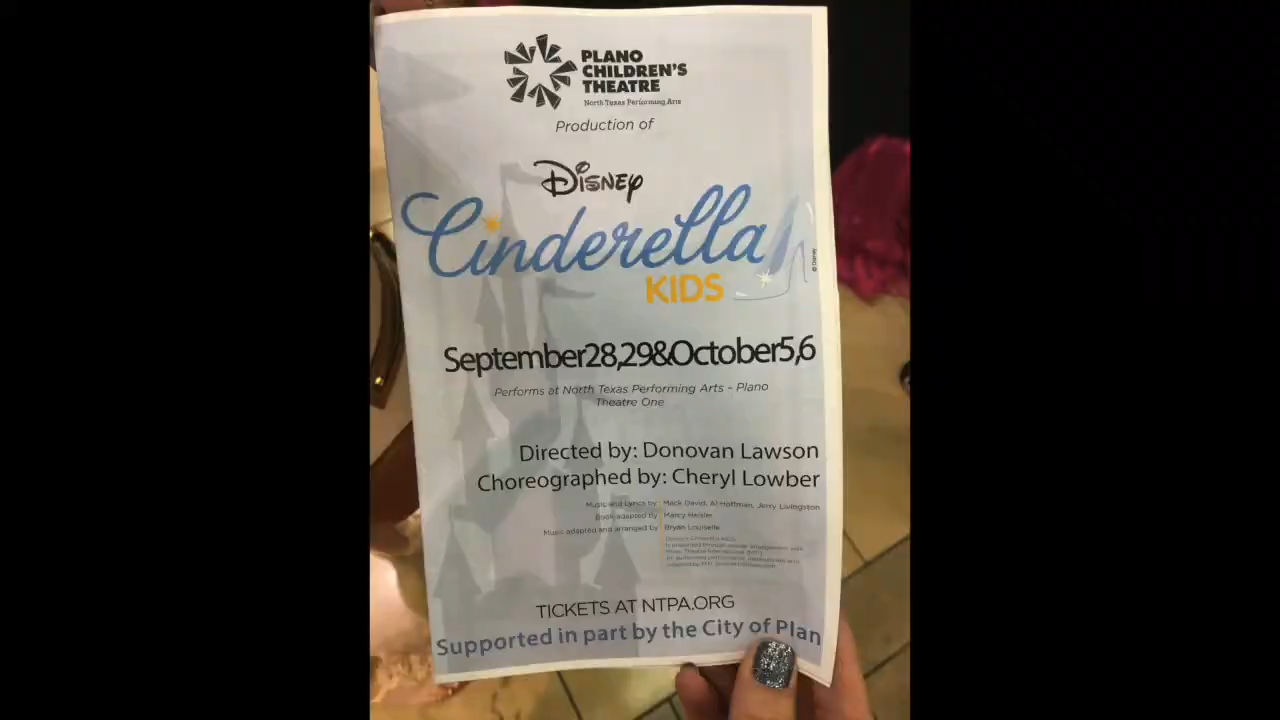 PLANO
CHILDREN'S
THEATRE
North Texas Performing Arts
Production of
Disney
Cinderella
KIDS
© Disney
September28,29&October5,6
Performs at North Texas Performing Arts - Plano
Theatre One
Directed by: Donovan Lawson
Choreographed by: Cheryl Lowber
Music and Lyrics by Mack David, Al Hoffman, Jerry Livingston
Book adapted by Marcy Heisler
Music adapted and arranged by Bryan Louiselle
TICKETS AT NTPA.ORG
Supported in part by the City of Plan